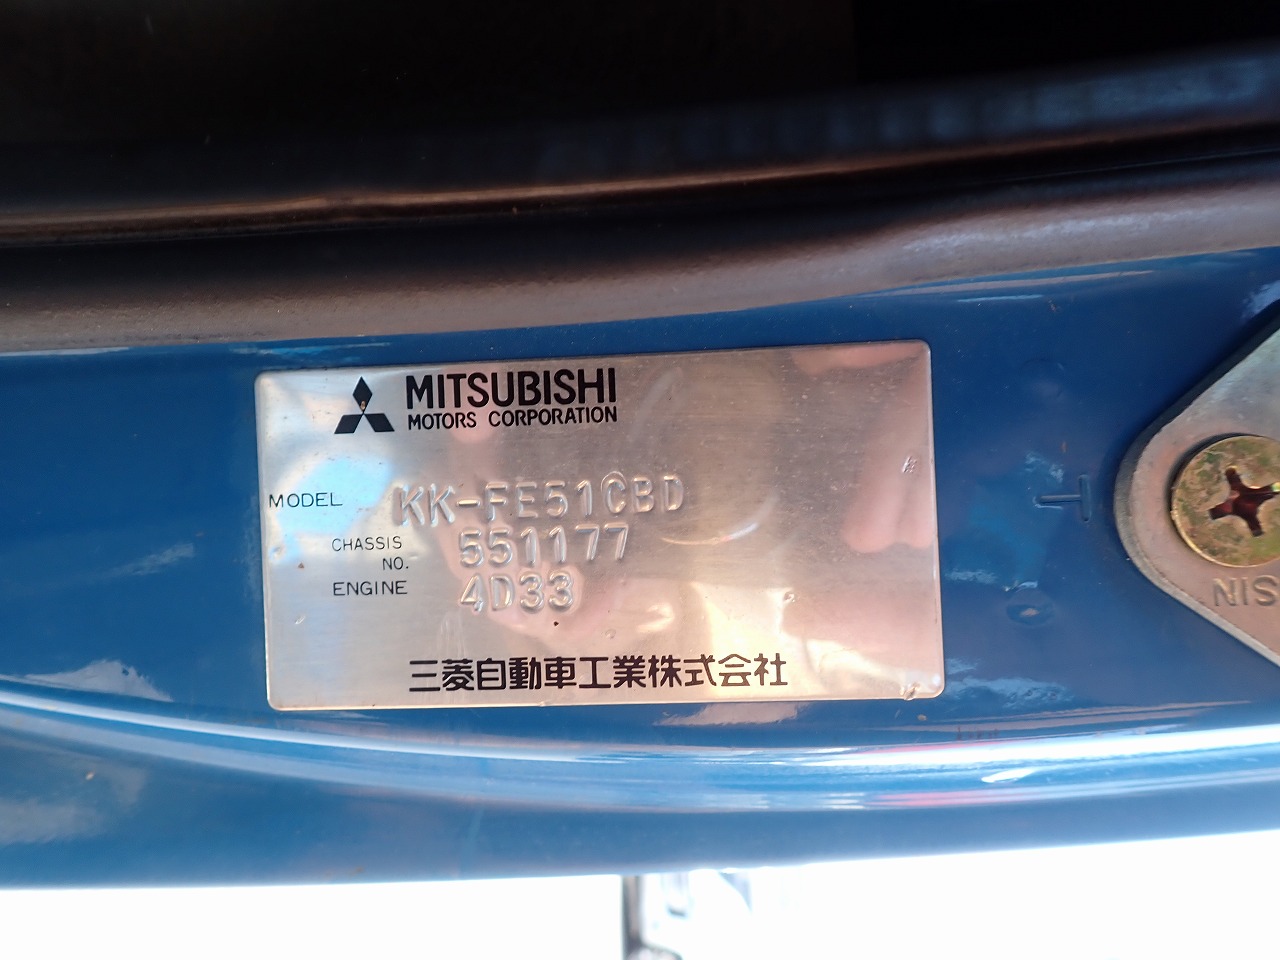 MITSUBISHI
MOTORS CORPORATION
MODEL KK-FE51CBD
CHASSIS NO. 551177
ENGINE 4D33
三菱自動車工業株式会社
NIS